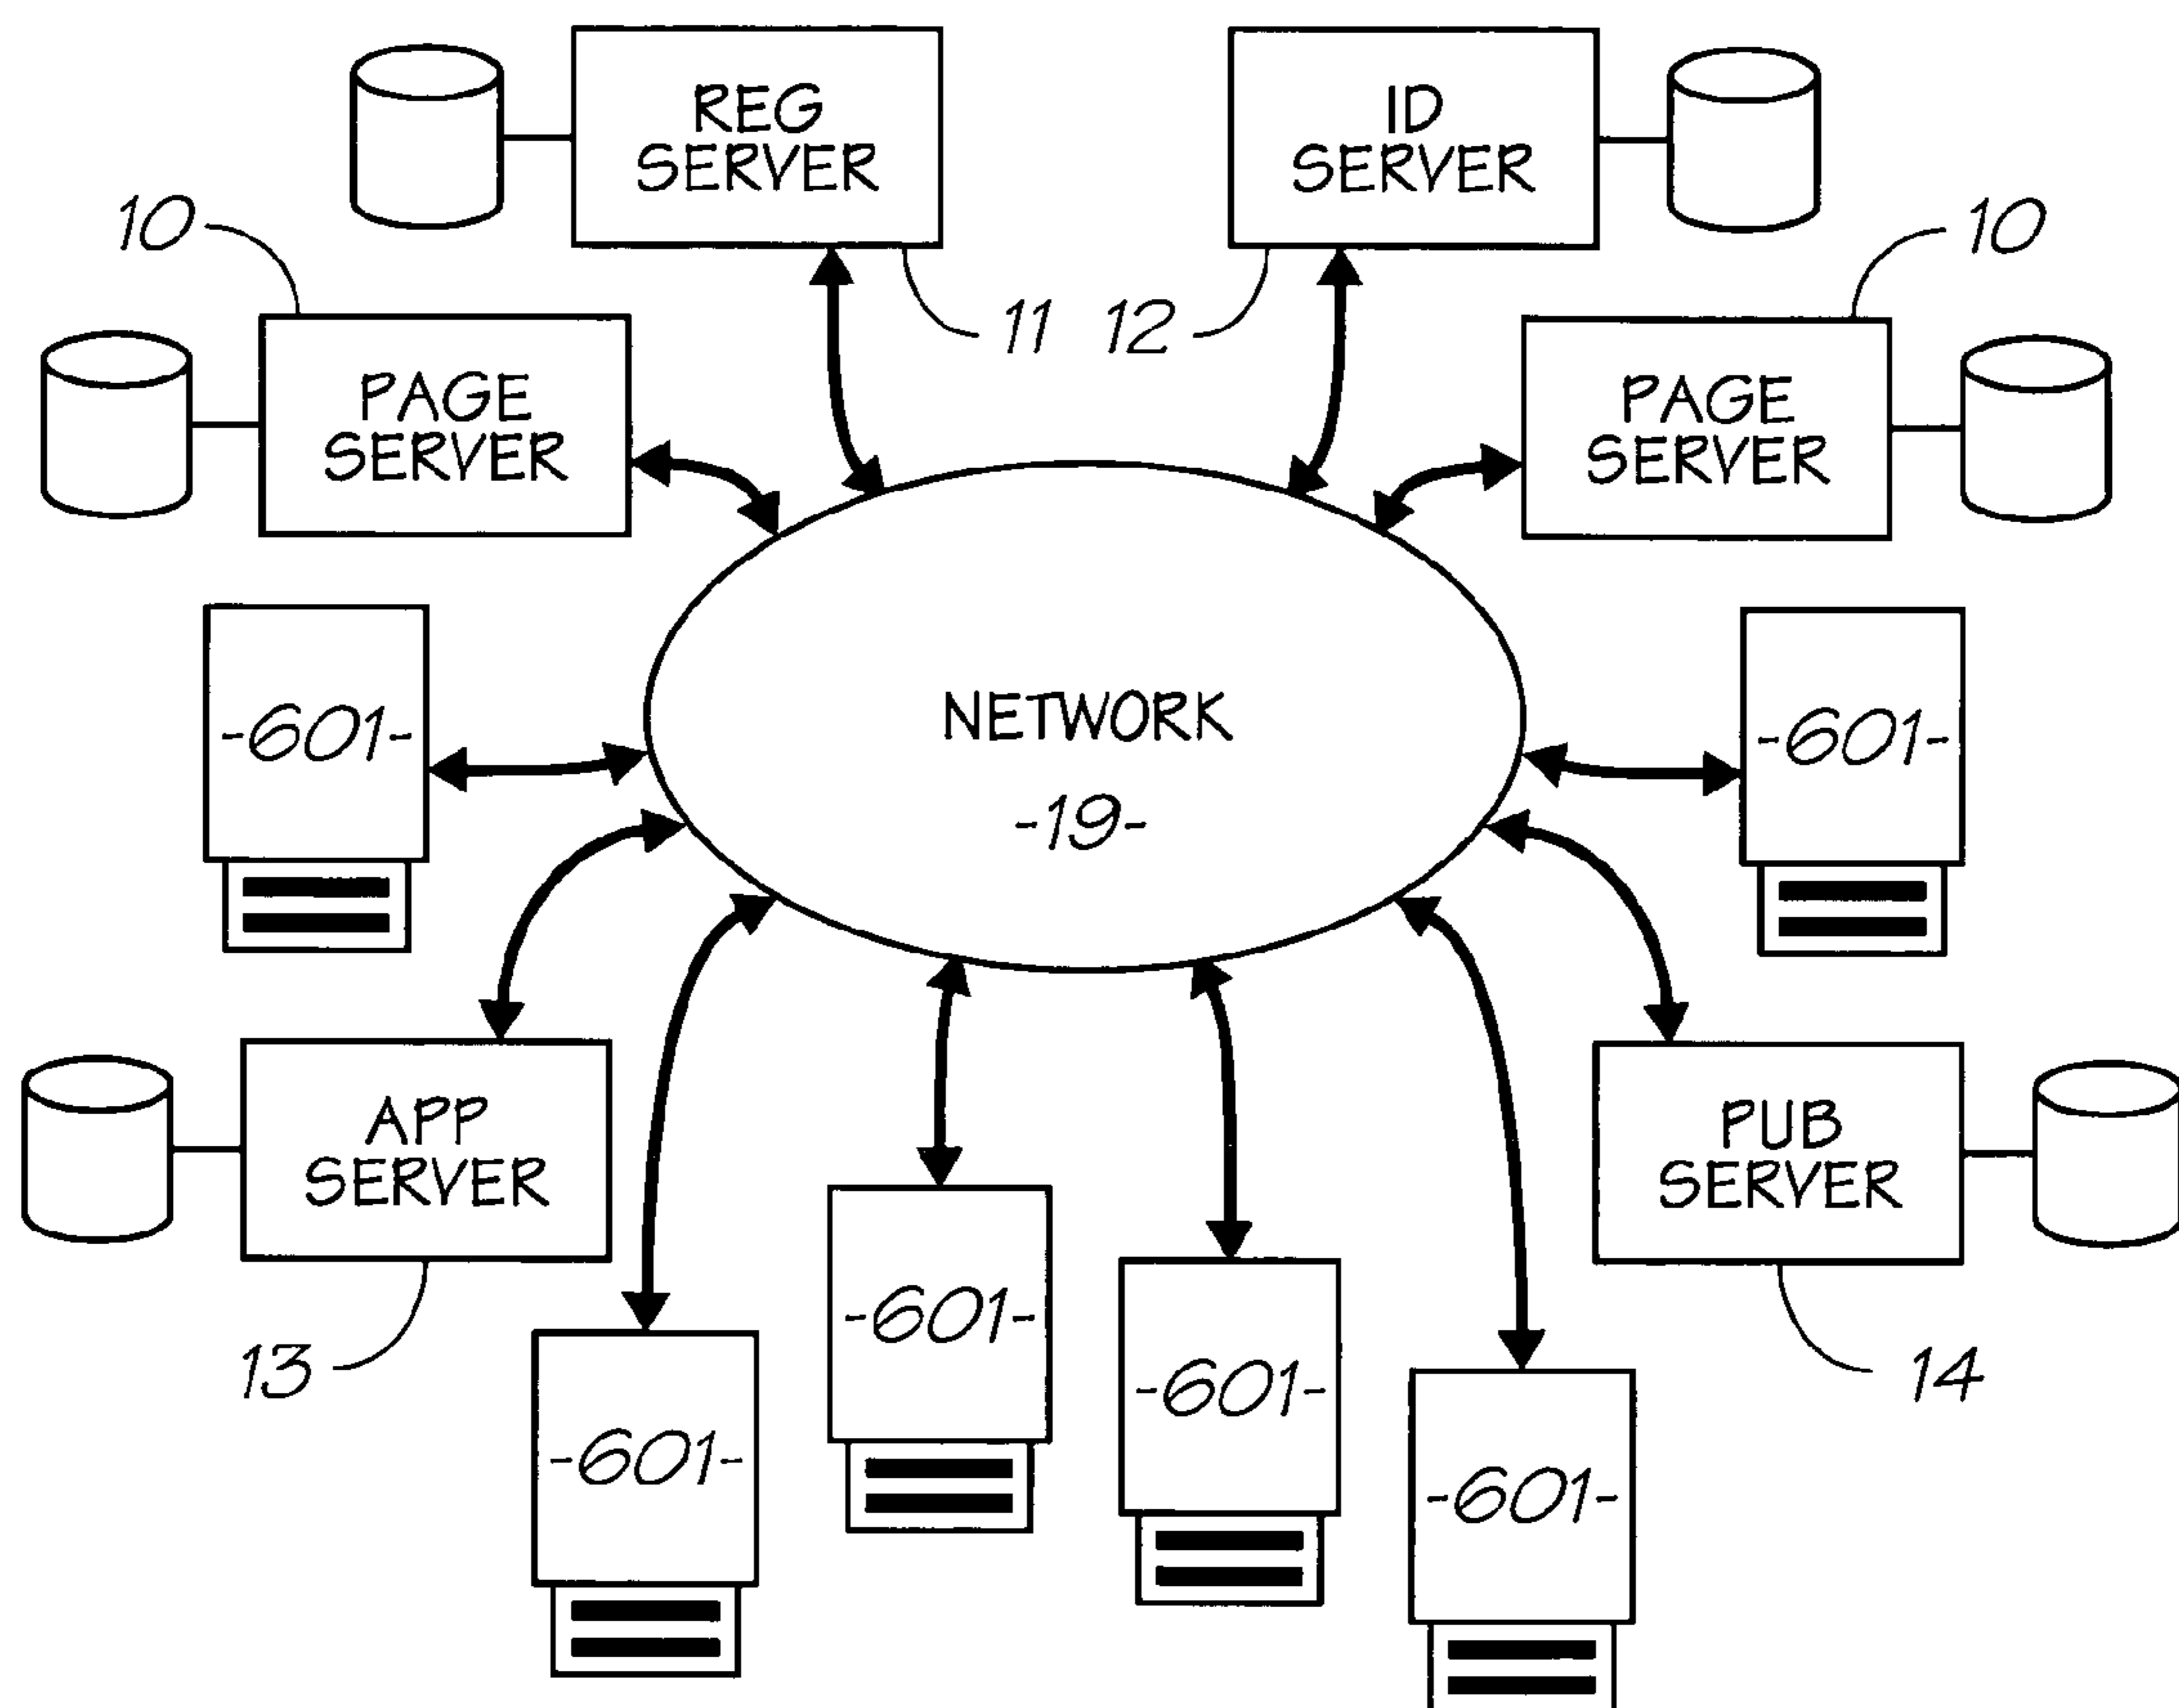 REG
SERVER
ID
SERVER
10
10
11
12
PAGE
SERVER
PAGE
SERVER
-601-
NETWORK
-19-
-601-
APP
SERVER
PUB
SERVER
13
14
-601-
-601-
-601-
-601-